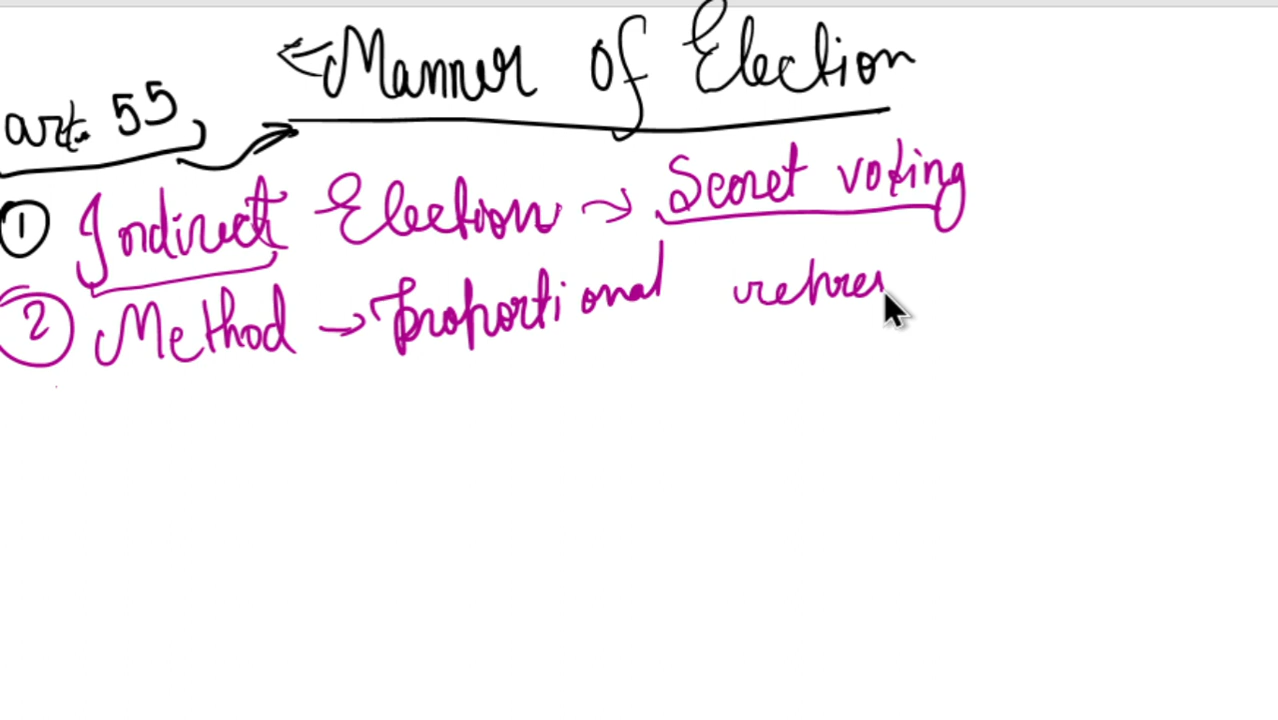 Manner of Election
art. 55
① Indirect Election → Secret voting
② Method → Proportional repres